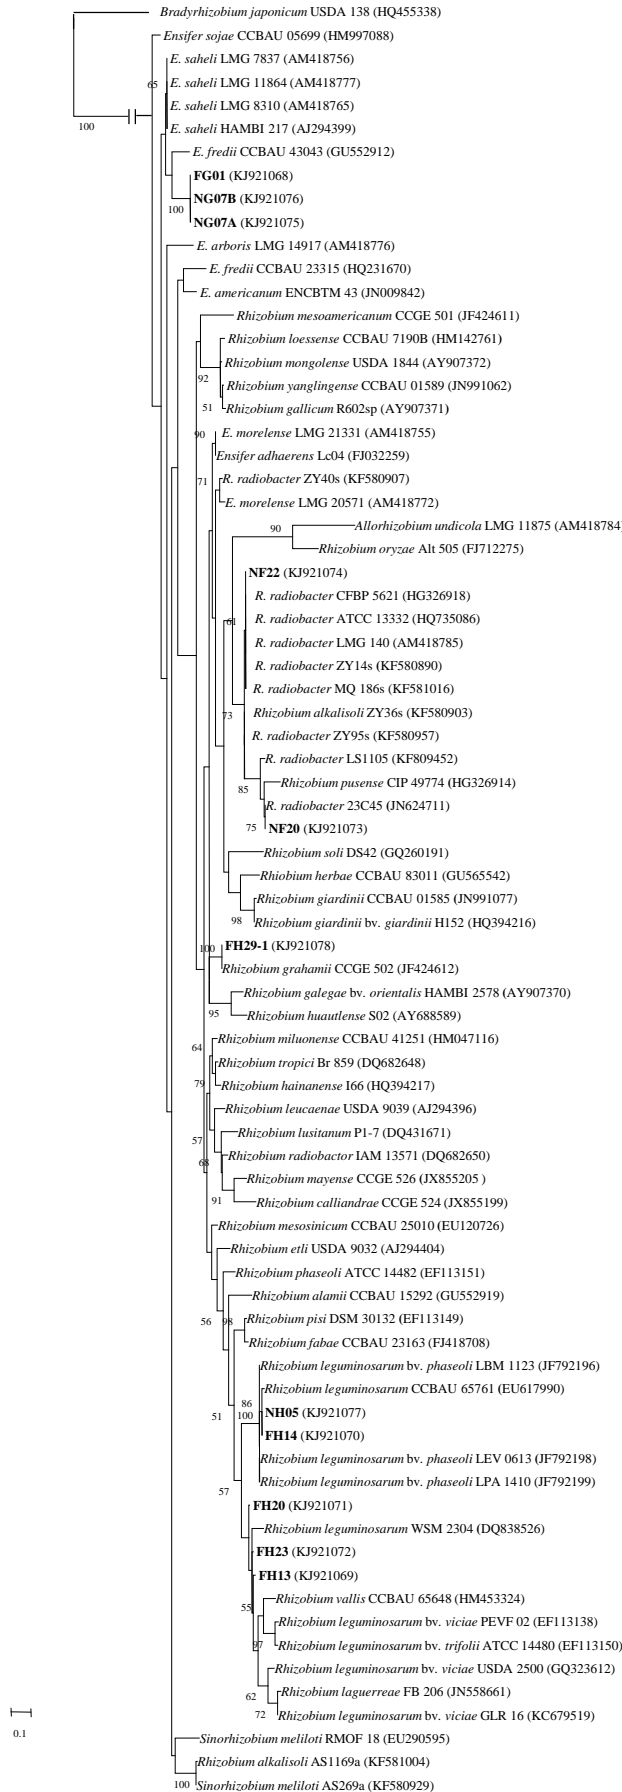 Bradyrhizobium japonicum USDA 138 (HQ455338)
Ensifer sojae CCBAU 05699 (HM997088)
E. saheli LMG 7837 (AM418756)
65
E. saheli LMG 11864 (AM418777)
E. saheli LMG 8310 (AM418765)
100
E. saheli HAMBI 217 (AJ294399)
E. fredii CCBAU 43043 (GU552912)
FG01 (KJ921068)
NG07B (KJ921076)
100
NG07A (KJ921075)
E. arboris LMG 14917 (AM418776)
E. fredii CCBAU 23315 (HQ231670)
E. americanum ENCBTM 43 (JN009842)
Rhizobium mesoamericanum CCGE 501 (JF424611)
Rhizobium loessense CCBAU 7190B (HM142761)
Rhizobium mongolense USDA 1844 (AY907372)
92
Rhizobium yanglingense CCBAU 01589 (JN991062)
51
Rhizobium gallicum R602sp (AY907371)
90
E. morelense LMG 21331 (AM418755)
Ensifer adhaerens Lc04 (FJ032259)
71
R. radiobacter ZY40s (KF580907)
E. morelense LMG 20571 (AM418772)
90
Allorhizobium undicola LMG 11875 (AM418784)
Rhizobium oryzae Alt 505 (FJ712275)
NF22 (KJ921074)
R. radiobacter CFBP 5621 (HG326918)
61
R. radiobacter ATCC 13332 (HQ735086)
R. radiobacter LMG 140 (AM418785)
R. radiobacter ZY14s (KF580890)
R. radiobacter MQ 186s (KF581016)
73
Rhizobium alkalisoli ZY36s (KF580903)
R. radiobacter ZY95s (KF580957)
R. radiobacter LS1105 (KF809452)
85
Rhizobium pusense CIP 49774 (HG326914)
R. radiobacter 23C45 (JN624711)
75
NF20 (KJ921073)
Rhizobium soli DS42 (GQ260191)
Rhiobium herbae CCBAU 83011 (GU565542)
Rhizobium giardinii CCBAU 01585 (JN991077)
98
Rhizobium giardinii bv. giardinii H152 (HQ394216)
100
FH29-1 (KJ921078)
Rhizobium grahamii CCGE 502 (JF424612)
Rhizobium galegae bv. orientalis HAMBI 2578 (AY907370)
95
Rhizobium huautlense S02 (AY688589)
Rhizobium miluonense CCBAU 41251 (HM047116)
64
Rhizobium tropici Br 859 (DQ682648)
79
Rhizobium hainanense I66 (HQ394217)
Rhizobium leucaenae USDA 9039 (AJ294396)
57
Rhizobium lusitanum P1-7 (DQ431671)
68
Rhizobium radiobactor IAM 13571 (DQ682650)
Rhizobium mayense CCGE 526 (JX855205 )
91
Rhizobium calliandrae CCGE 524 (JX855199)
Rhizobium mesosinicum CCBAU 25010 (EU120726)
Rhizobium etli USDA 9032 (AJ294404)
Rhizobium phaseoli ATCC 14482 (EF113151)
Rhizobium alamii CCBAU 15292 (GU552919)
56 98
Rhizobium pisi DSM 30132 (EF113149)
Rhizobium fabae CCBAU 23163 (FJ418708)
Rhizobium leguminosarum bv. phaseoli LBM 1123 (JF792196)
Rhizobium leguminosarum CCBAU 65761 (EU617990)
86
51 100
NH05 (KJ921077)
FH14 (KJ921070)
Rhizobium leguminosarum bv. phaseoli LEV 0613 (JF792198)
Rhizobium leguminosarum bv. phaseoli LPA 1410 (JF792199)
57
FH20 (KJ921071)
Rhizobium leguminosarum WSM 2304 (DQ838526)
FH23 (KJ921072)
FH13 (KJ921069)
Rhizobium vallis CCBAU 65648 (HM453324)
55
Rhizobium leguminosarum bv. viciae PEVF 02 (EF113138)
97
Rhizobium leguminosarum bv. trifolii ATCC 14480 (EF113150)
Rhizobium leguminosarum bv. viciae USDA 2500 (GQ323612)
62
Rhizobium laguerreae FB 206 (JN558661)
72
Rhizobium leguminosarum bv. viciae GLR 16 (KC679519)
0.1
Sinorhizobium meliloti RMOF 18 (EU290595)
Rhizobium alkalisoli AS1169a (KF581004)
100
Sinorhizobium meliloti AS269a (KF580929)